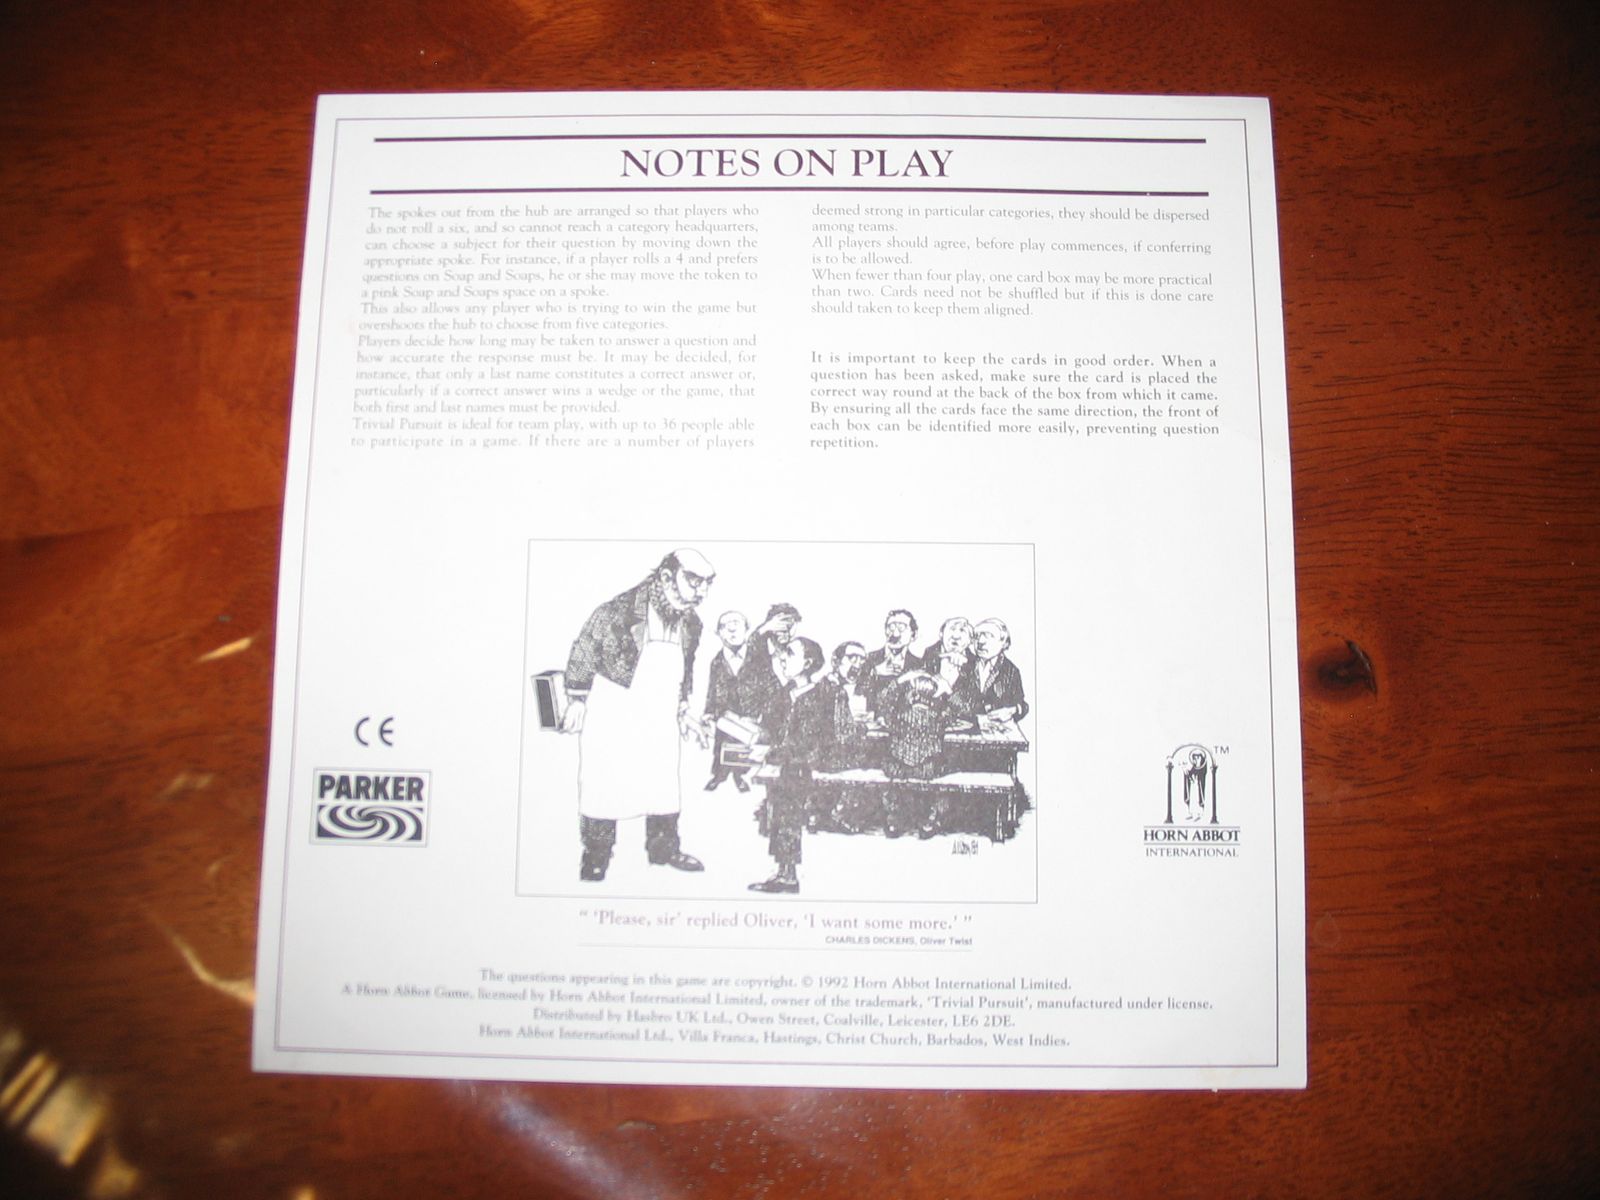 NOTES ON PLAY
The spokes out from the hub are arranged so that players who
do not roll a six, and so cannot reach a category headquarters,
can choose a subject for their question by moving down the
appropriate spoke. For instance, if a player rolls a 4 and prefers
questions on Soap and Soaps, he or she may move the token to
a pink Soap and Soaps space on a spoke.
This also allows any player who is trying to win the game but
overshoots the hub to choose from five categories.
Players decide how long may be taken to answer a question and
how accurate the response must be. It may be decided, for
instance, that only a last name constitutes a correct answer or,
particularly if a correct answer wins a wedge or the game, that
both first and last names must be provided.
Trivial Pursuit is ideal for team play, with up to 36 people able
to participate in a game. If there are a number of players
deemed strong in particular categories, they should be dispersed
among teams.
All players should agree, before play commences, if conferring
is to be allowed.
When fewer than four play, one card box may be more practical
than two. Cards need not be shuffled but if this is done care
should taken to keep them aligned.
It is important to keep the cards in good order. When a
question has been asked, make sure the card is placed the
correct way round at the back of the box from which it came.
By ensuring all the cards face the same direction, the front of
each box can be identified more easily, preventing question
repetition.
CE
PARKER
TM
HORN ABBOT
INTERNATIONAL
" 'Please, sir' replied Oliver, 'I want some more.' "
CHARLES DICKENS, Oliver Twist
The questions appearing in this game are copyright. © 1992 Horn Abbot International Limited.
A Horn Abbot Game, licensed by Horn Abbot International Limited, owner of the trademark, 'Trivial Pursuit', manufactured under license.
Distributed by Hasbro UK Ltd., Owen Street, Coalville, Leicester, LE6 2DE.
Horn Abbot International Ltd., Villa Franca, Hastings, Christ Church, Barbados, West Indies.